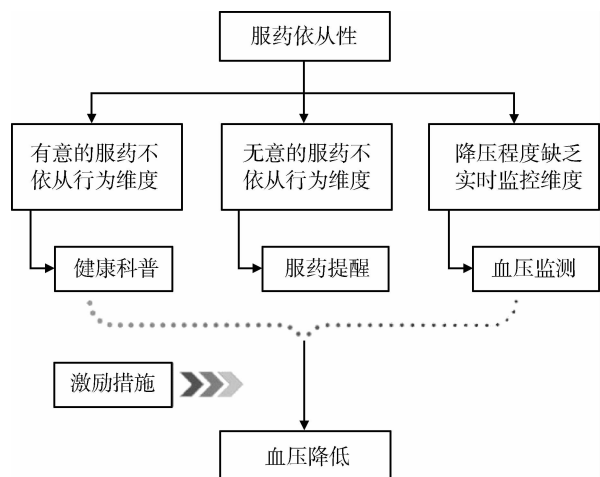 服药依从性
有意的服药不
依从行为维度
无意的服药不
依从行为维度
降压程度缺乏
实时监控维度
健康科普
服药提醒
血压监测
激励措施
血压降低